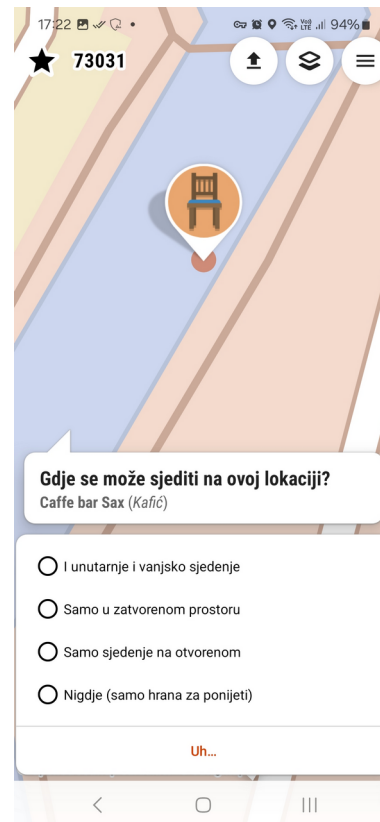 17:22
94%
73031
Gdje se može sjediti na ovoj lokaciji?
Caffe bar Sax (Kafić)
I unutarnje i vanjsko sjedenje
Samo u zatvorenom prostoru
Samo sjedenje na otvorenom
Nigdje (samo hrana za ponijeti)
Uh...